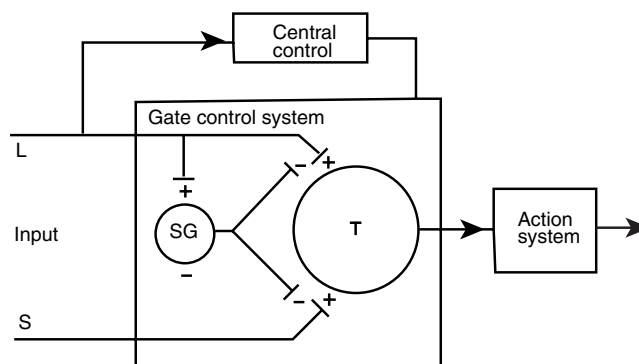 Central
control
Gate control system
L
+
- +
SG
T
Input
Action
system
-
- +
S